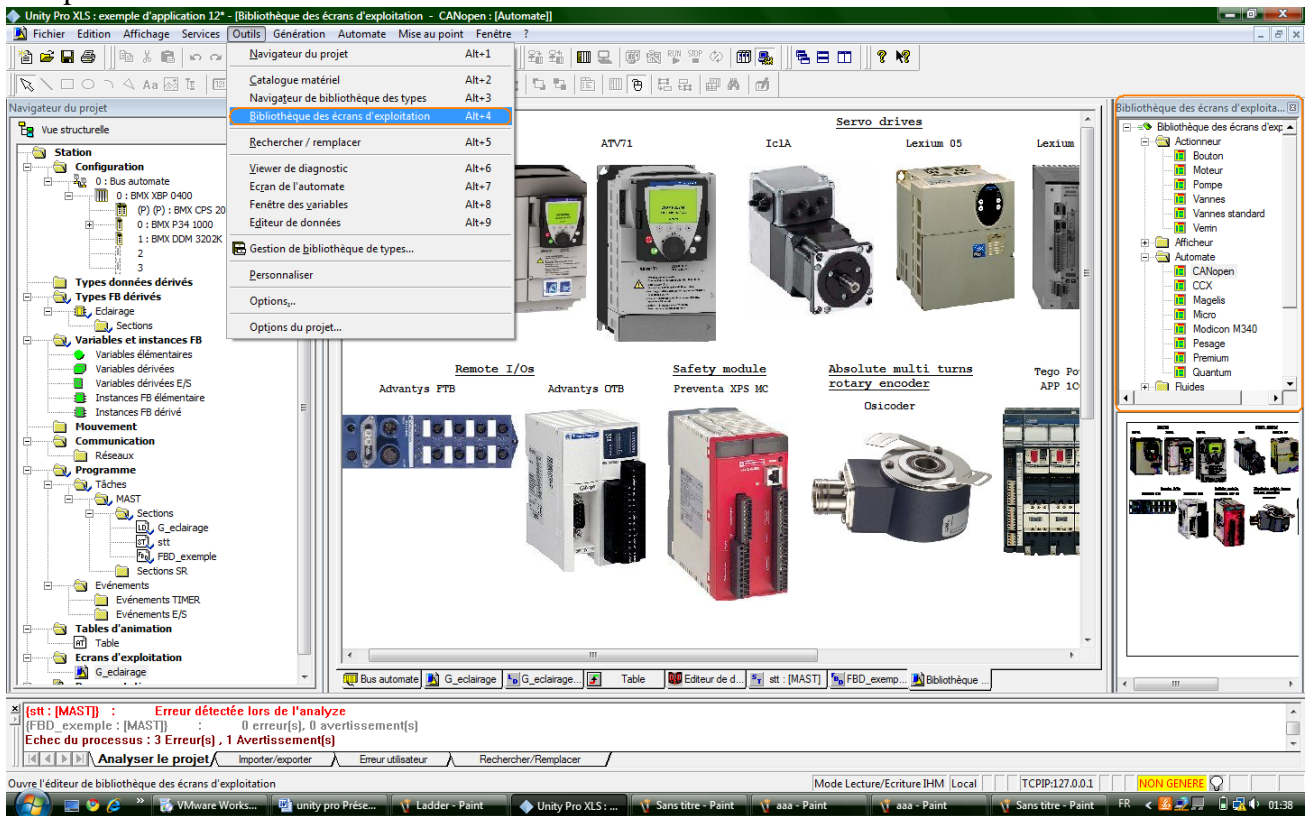 Unity Pro XLS : exemple d'application 12* - [Bibliothèque des écrans d'exploitation - CANopen : [Automate]]
Fichier Edition Affichage Services Outils Génération Automate Mise au point Fenêtre ?
Navigateur du projet Alt+1
Catalogue matériel Alt+2
Navigateur de bibliothèque des types Alt+3
Bibliothèque des écrans d'exploitation Alt+4
Rechercher / remplacer Alt+5
Viewer de diagnostic Alt+6
Ecran de l'automate Alt+7
Fenêtre des variables Alt+8
Editeur de données Alt+9
Gestion de bibliothèque de types...
Personnaliser
Options...
Options du projet...
Navigateur du projet
Vue structurelle
Station
Configuration
0 : Bus automate
0 : BMX XBP 0400
(P) (P) : BMX CPS 20
0 : BMX P34 1000
1 : BMX DDM 3202K
2
3
Types données dérivés
Types FB dérivés
Eclairage
Sections
Variables et instances FB
Variables élémentaires
Variables dérivées
Variables dérivées E/S
Instances FB élémentaire
Instances FB dérivé
Mouvement
Communication
Réseaux
Programme
Tâches
MAST
Sections
G_eclairage
stt
FBD_exemple
Sections SR
Evénements
Evénements TIMER
Evénements E/S
Tables d'animation
Table
Ecrans d'exploitation
G_eclairage
Servo drives
ATV71 IclA Lexium 05 Lexium
Remote I/Os Safety module Absolute multi turns
rotary encoder
Advantys FTB Advantys OTB Preventa XPS MC
Osicoder
Tego Po
APP 1C
Bus automate G_eclairage G_eclairage... Table Editeur de d... stt : [MAST] FBD_exemp... Bibliothèque ...
Bibliothèque des écrans d'exploita...
Bibliothèque des écrans d'exp
Actionneur
Bouton
Moteur
Pompe
Vannes
Vannes standard
Verin
Afficheur
Automate
CANopen
CCX
Magelis
Micro
Modicon M340
Pesage
Premium
Quantum
Fluides
{stt : [MAST]} : Erreur détectée lors de l'analyze
{FBD_exemple : [MAST]} : 0 erreur(s), 0 avertissement(s)
Echec du processus : 3 Erreur(s) , 1 Avertissement(s)
Analyser le projet Importer/exporter Erreur utilisateur Rechercher/Remplacer
Ouvre l'éditeur de bibliothèque des écrans d'exploitation Mode Lecture/Ecriture IHM Local TCPIP:127.0.0.1 NON GENERE
VMware Works... unity pro Prése... Ladder - Paint Unity Pro XLS : ... Sans titre - Paint aaa - Paint aaa - Paint Sans titre - Paint FR 01:38